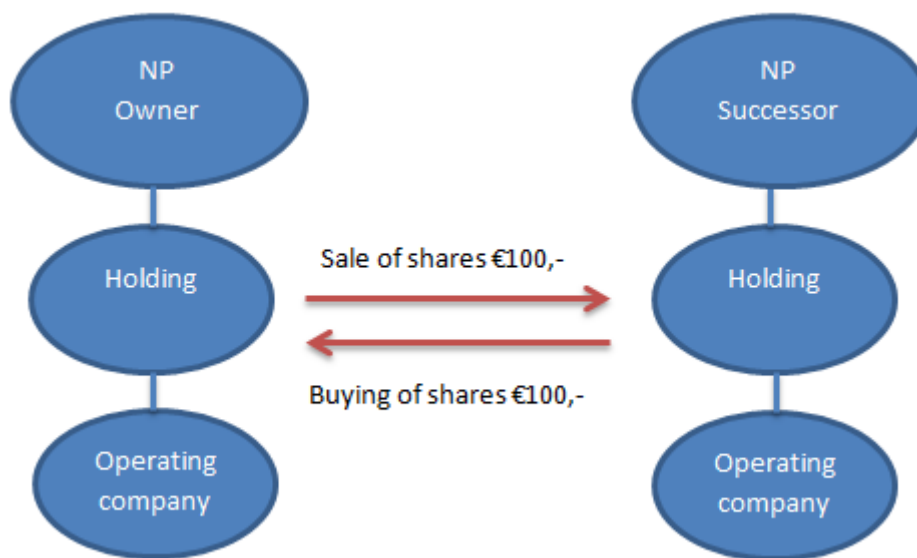 NP
Owner
NP
Successor
Holding
Sale of shares €100,-
Holding
Buying of shares €100,-
Operating
company
Operating
company